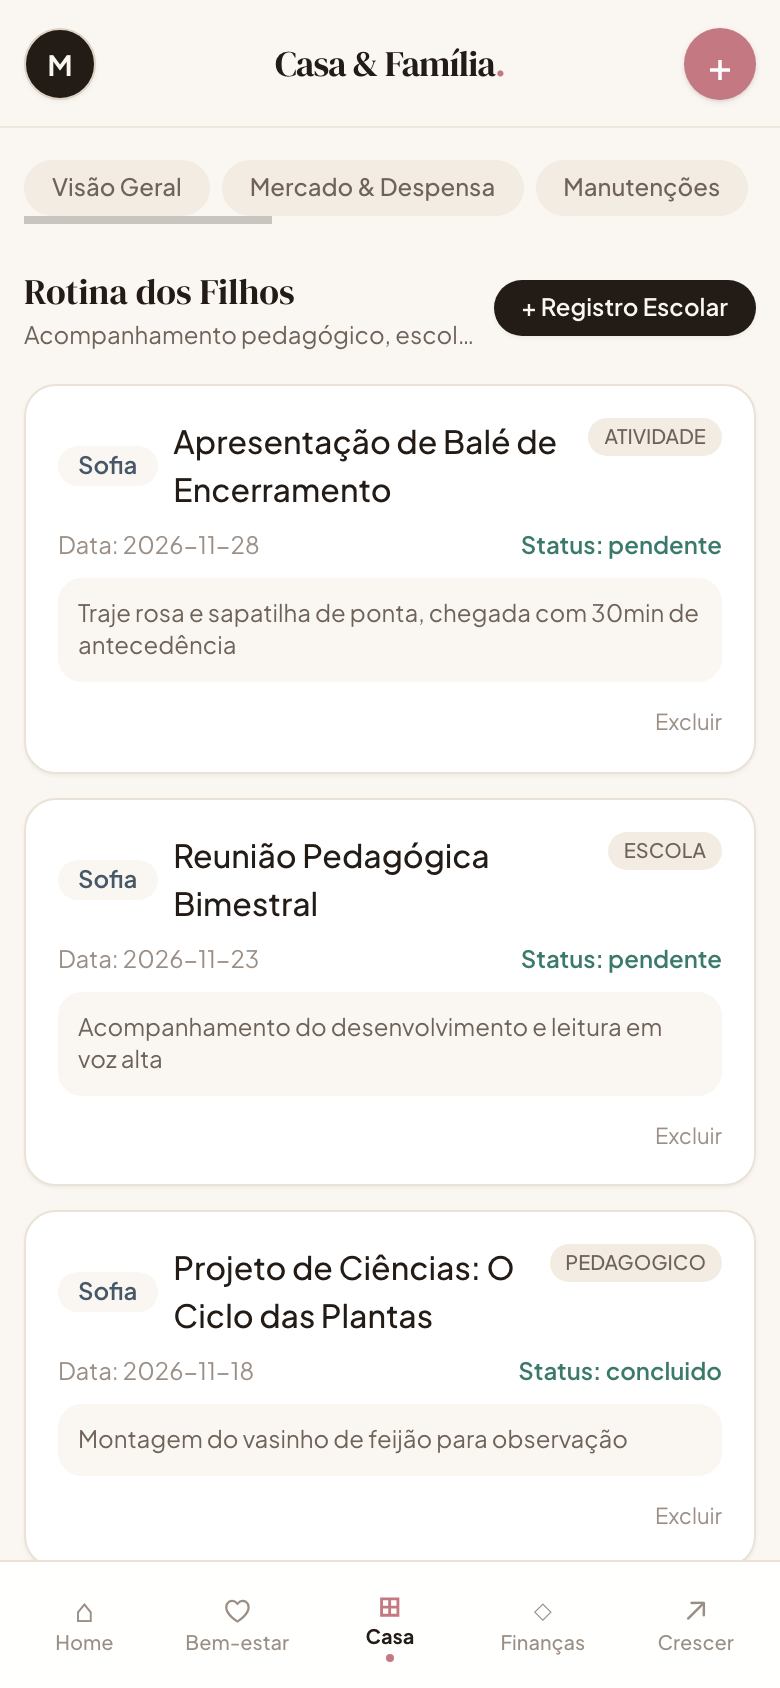 M
Casa & Família.
+
Visão Geral
Mercado & Despensa
Manutenções
Rotina dos Filhos
Acompanhamento pedagógico, escol...
+ Registro Escolar
Sofia
Apresentação de Balé de
Encerramento
ATIVIDADE
Data: 2026-11-28
Status: pendente
Traje rosa e sapatilha de ponta, chegada com 30min de
antecedência
Excluir
Sofia
Reunião Pedagógica
Bimestral
ESCOLA
Data: 2026-11-23
Status: pendente
Acompanhamento do desenvolvimento e leitura em
voz alta
Excluir
Sofia
Projeto de Ciências: O
Ciclo das Plantas
PEDAGOGICO
Data: 2026-11-18
Status: concluido
Montagem do vasinho de feijão para observação
Excluir
Home
Bem-estar
Casa
Finanças
Crescer